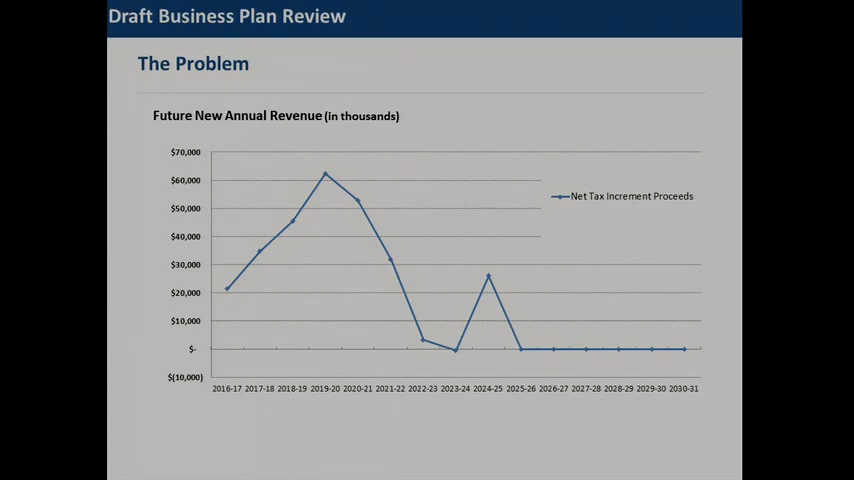 Draft Business Plan Review
The Problem
Future New Annual Revenue (in thousands)
$70,000
$60,000
Net Tax Increment Proceeds
$50,000
$40,000
$30,000
$20,000
$10,000
$-
$(10,000)
2016-17 2017-18 2018-19 2019-20 2020-21 2021-22 2022-23 2023-24 2024-25 2025-26 2026-27 2027-28 2028-29 2029-30 2030-31